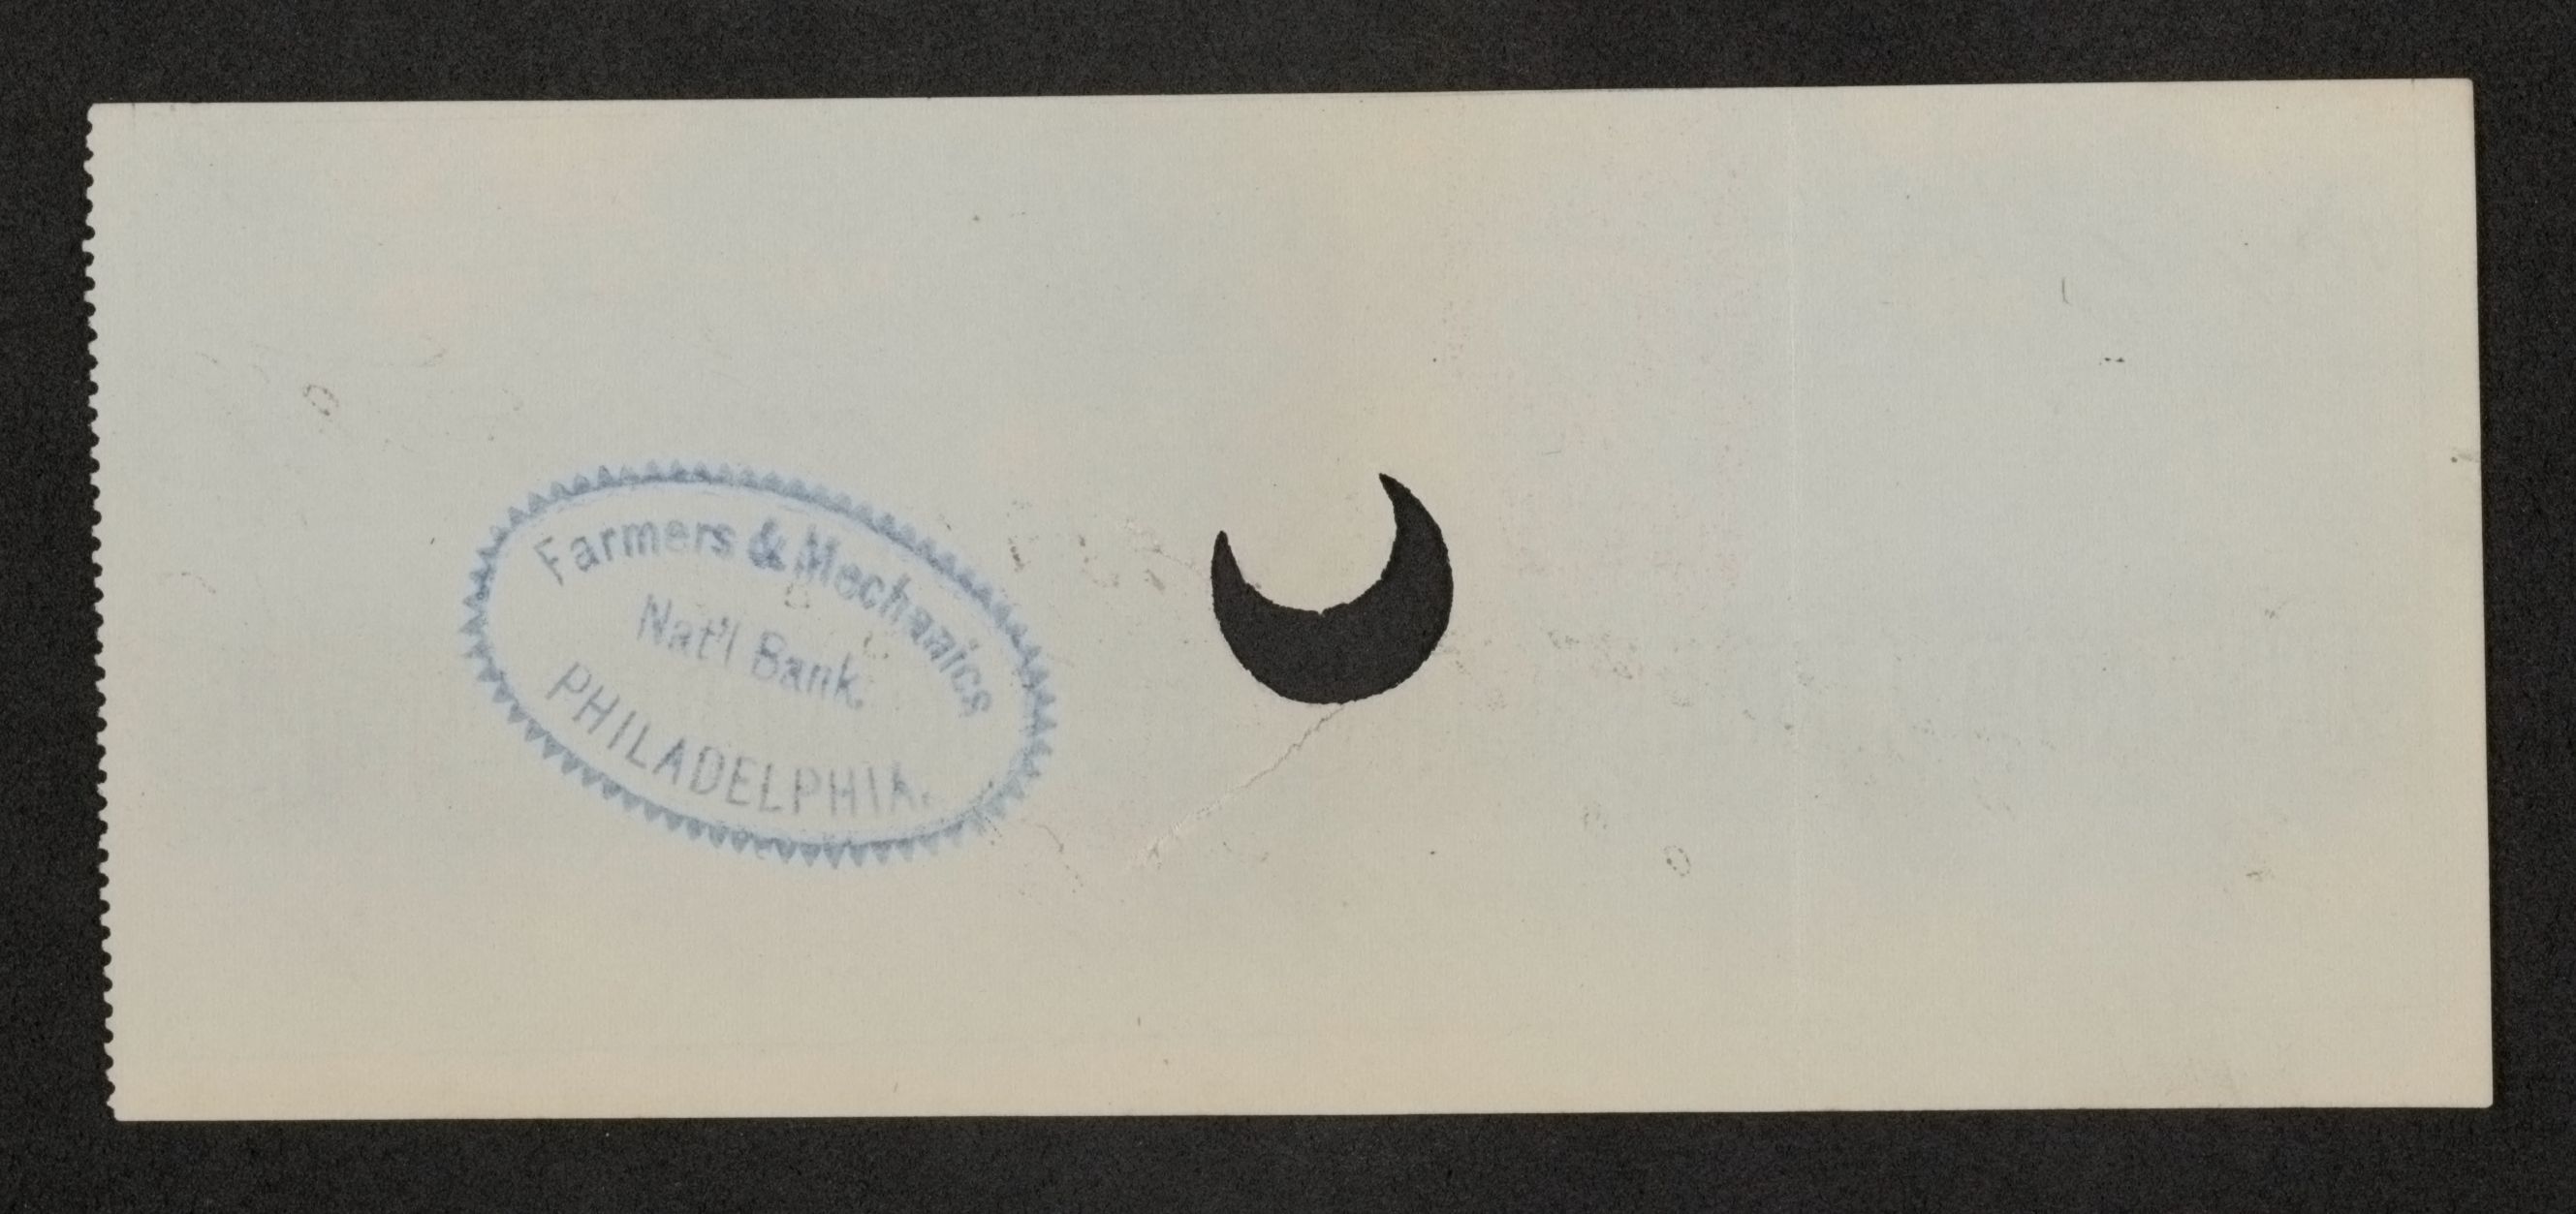 Farmers & Mechanics
Nat'l Bank.
PHILADELPHIA.